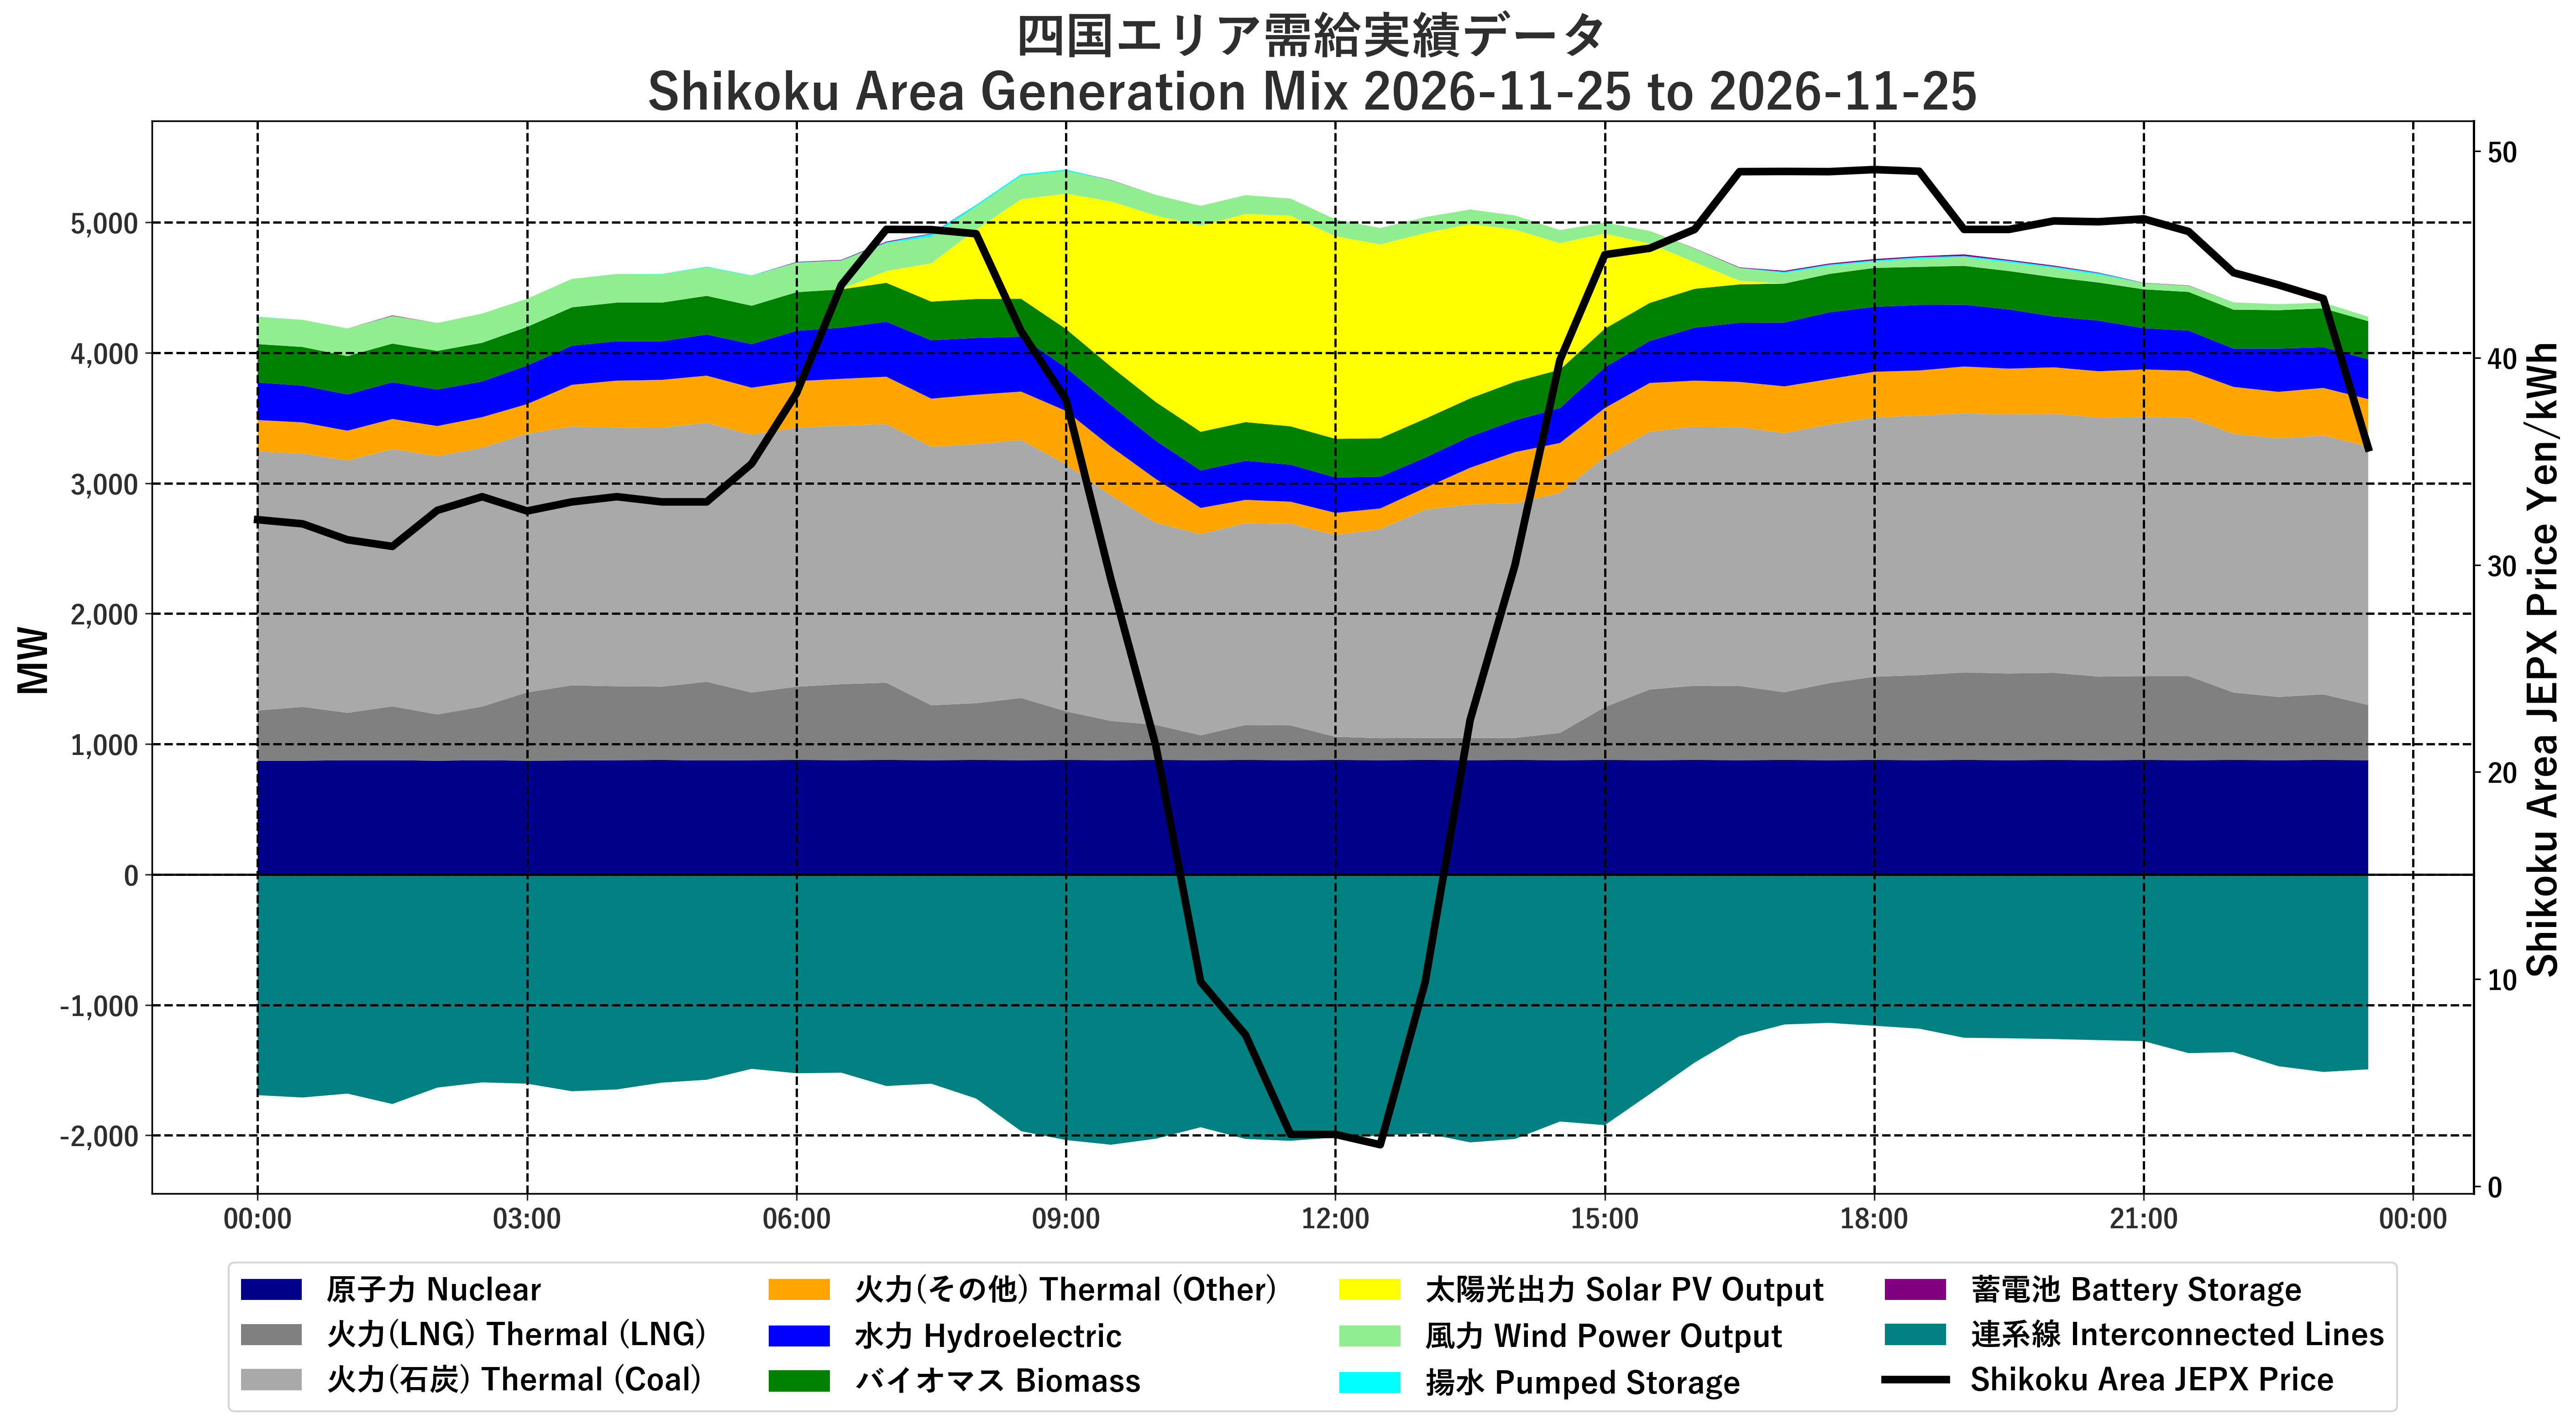 四国エリア需給実績データ
Shikoku Area Generation Mix 2026-11-25 to 2026-11-25
MW
5,000
4,000
3,000
2,000
1,000
0
-1,000
-2,000
50
40
30
20
10
0
Shikoku Area JEPX Price Yen/kWh
00:00 03:00 06:00 09:00 12:00 15:00 18:00 21:00 00:00
原子力 Nuclear
火力(LNG) Thermal (LNG)
火力(石炭) Thermal (Coal)
火力(その他) Thermal (Other)
水力 Hydroelectric
バイオマス Biomass
太陽光出力 Solar PV Output
風力 Wind Power Output
揚水 Pumped Storage
蓄電池 Battery Storage
連系線 Interconnected Lines
Shikoku Area JEPX Price